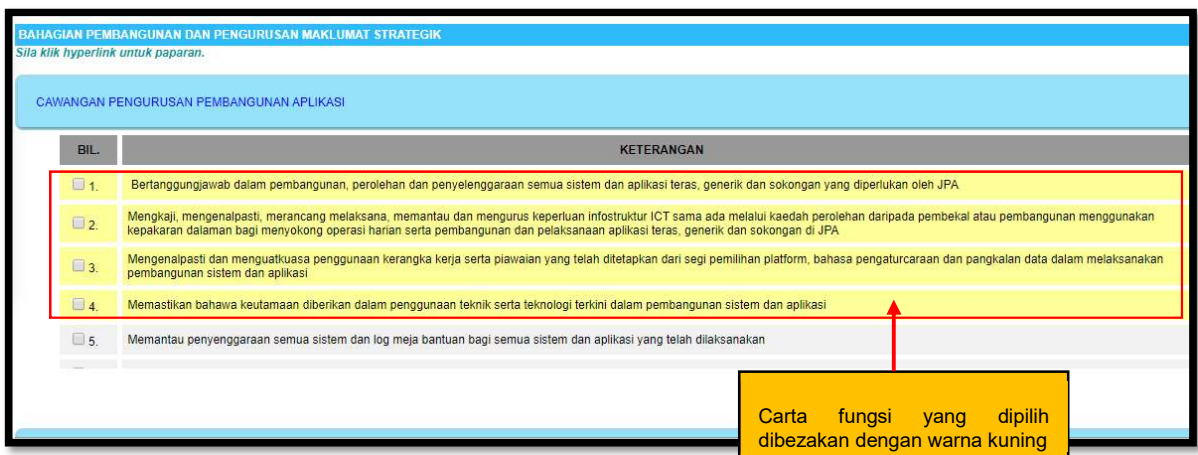 BAHAGIAN PEMBANGUNAN DAN PENGURUSAN MAKLUMAT STRATEGIK
Sila klik hyperlink untuk paparan.
CAWANGAN PENGURUSAN PEMBANGUNAN APLIKASI
BIL. KETERANGAN
1. Bertanggungjawab dalam pembangunan, perolehan dan penyelenggaraan semua sistem dan aplikasi teras, generik dan sokongan yang diperlukan oleh JPA
2. Mengkaji, mengenalpasti, merancang melaksana, memantau dan mengurus keperluan infostruktur ICT sama ada melalui kaedah perolehan daripada pembekal atau pembangunan menggunakan
kepakaran dalaman bagi menyokong operasi harian serta pembangunan dan pelaksanaan aplikasi teras, generik dan sokongan di JPA
3. Mengenalpasti dan menguatkuasa penggunaan kerangka kerja serta piawaian yang telah ditetapkan dari segi pemilihan platform, bahasa pengaturcaraan dan pangkalan data dalam melaksanakan
pembangunan sistem dan aplikasi
4. Memastikan bahawa keutamaan diberikan dalam penggunaan teknik serta teknologi terkini dalam pembangunan sistem dan aplikasi
5. Memantau penyenggaraan semua sistem dan log meja bantuan bagi semua sistem dan aplikasi yang telah dilaksanakan
Carta fungsi yang dipilih
dibezakan dengan warna kuning